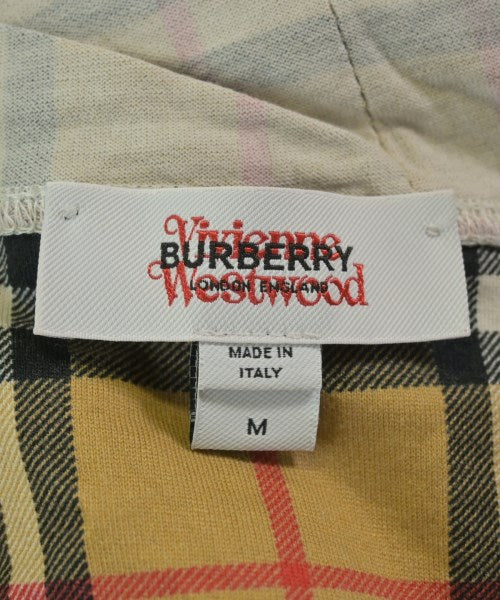 Vivienne
BURBERRY
LONDON ENGLAND
Westwood
MADE IN
ITALY
M